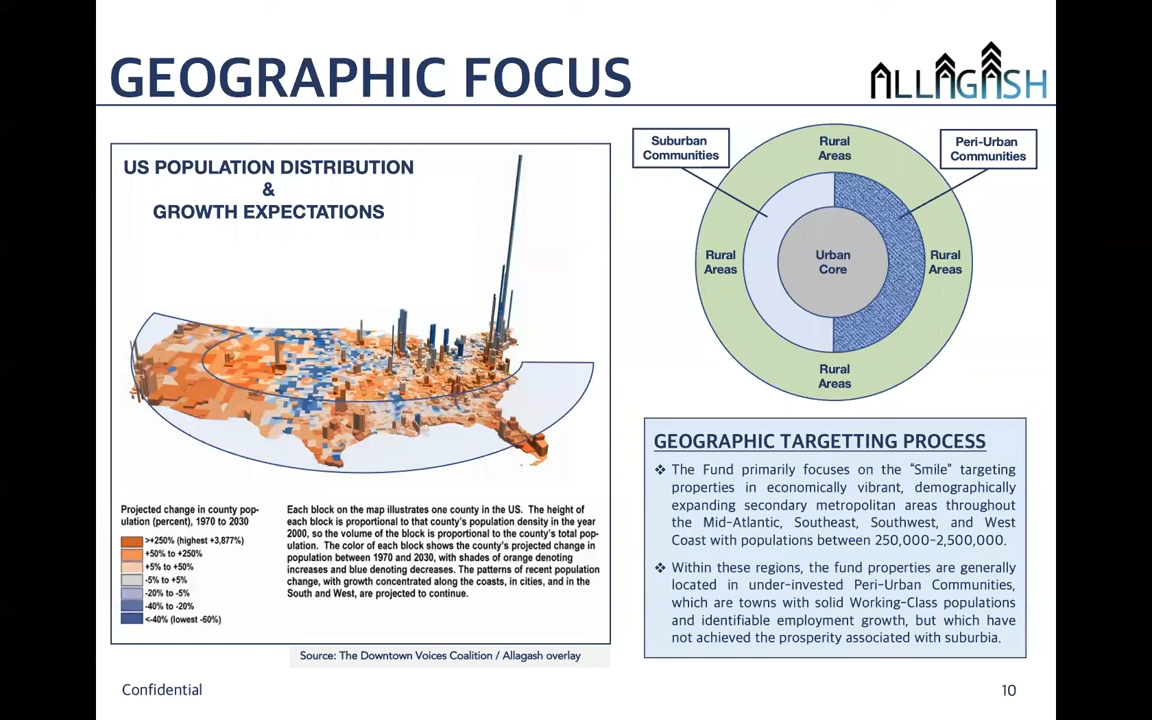 GEOGRAPHIC FOCUS
ALLAGASH
US POPULATION DISTRIBUTION
&
GROWTH EXPECTATIONS
Projected change in county pop-
ulation (percent), 1970 to 2030
>+250% (highest +3,877%)
+50% to +250%
+5% to +50%
-5% to +5%
-20% to -5%
-40% to -20%
<-40% (lowest -60%)
Each block on the map illustrates one county in the US. The height of
each block is proportional to that county's population density in the year
2000, so the volume of the block is proportional to the county's total pop-
ulation. The color of each block shows the county's projected change in
population between 1970 and 2030, with shades of orange denoting
increases and blue denoting decreases. The patterns of recent population
change, with growth concentrated along the coasts, in cities, and in the
South and West, are projected to continue.
Source: The Downtown Voices Coalition / Allagash overlay
Suburban
Communities
Rural
Areas
Peri-Urban
Communities
Rural
Areas
Urban
Core
Rural
Areas
Rural
Areas
GEOGRAPHIC TARGETTING PROCESS
❖ The Fund primarily focuses on the "Smile" targeting
properties in economically vibrant, demographically
expanding secondary metropolitan areas throughout
the Mid-Atlantic, Southeast, Southwest, and West
Coast with populations between 250,000-2,500,000.
❖ Within these regions, the fund properties are generally
located in under-invested Peri-Urban Communities,
which are towns with solid Working-Class populations
and identifiable employment growth, but which have
not achieved the prosperity associated with suburbia.
Confidential
10